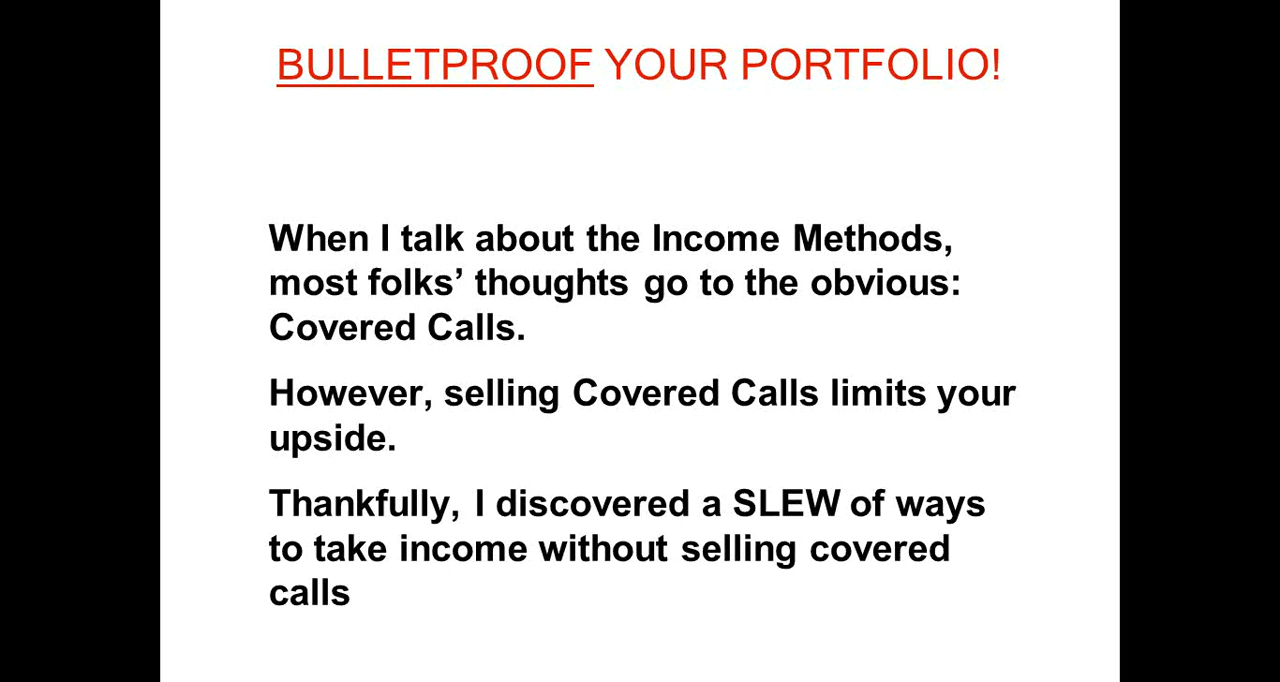 BULLETPROOF YOUR PORTFOLIO!
When I talk about the Income Methods,
most folks’ thoughts go to the obvious:
Covered Calls.
However, selling Covered Calls limits your
upside.
Thankfully, I discovered a SLEW of ways
to take income without selling covered
calls